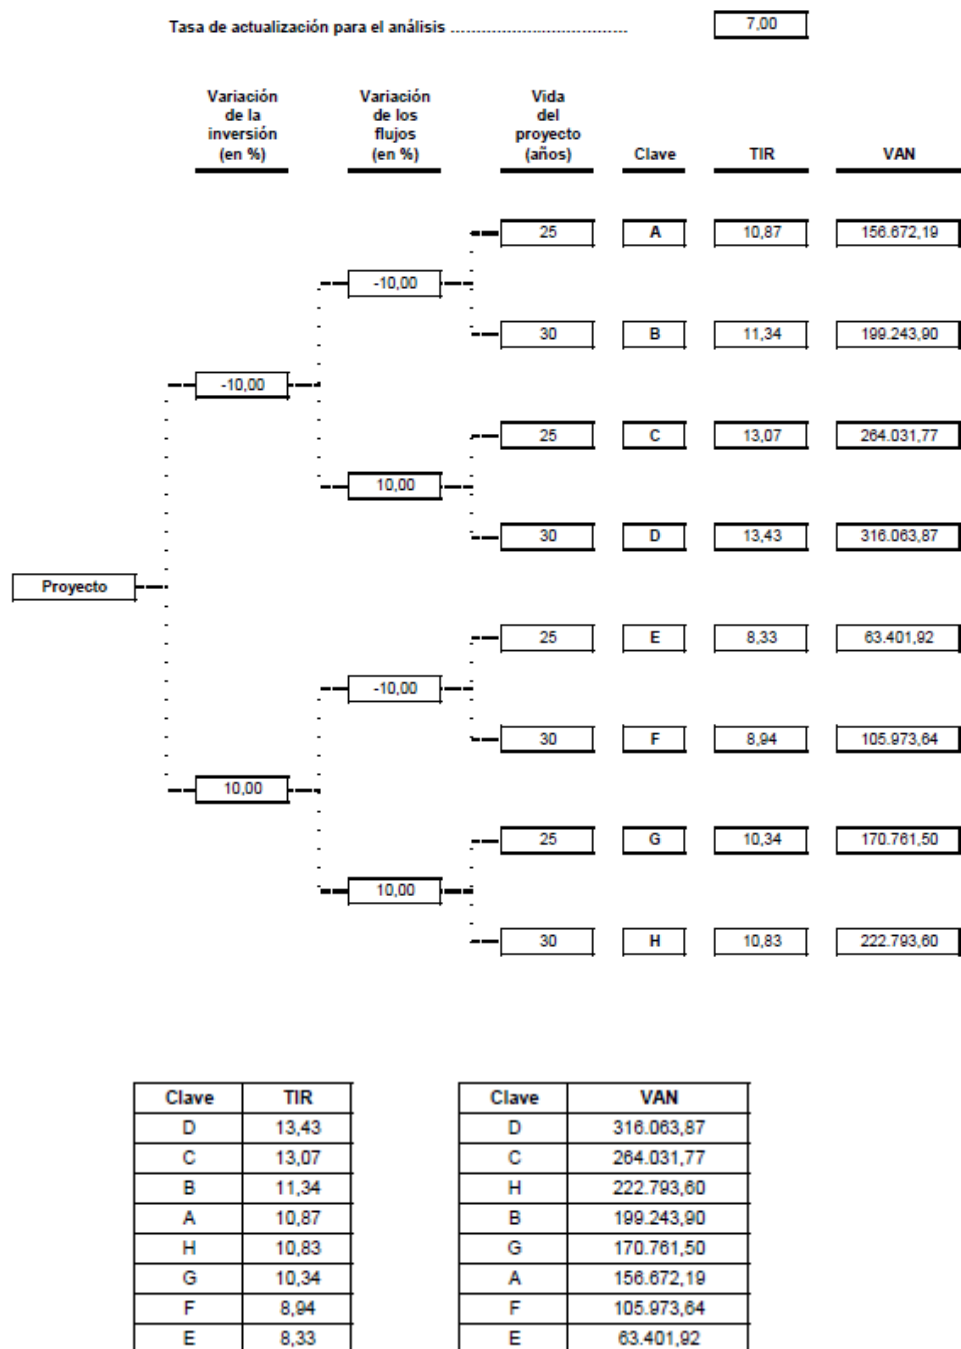 Tasa de actualización para el análisis ................................... 7,00
Variación de la inversión (en %) Variación de los flujos (en %) Vida del proyecto (años) Clave TIR VAN
25 A 10,87 156.672,19
-10,00
30 B 11,34 199.243,90
-10,00
25 C 13,07 264.031,77
10,00
30 D 13,43 316.063,87
Proyecto
25 E 8,33 63.401,92
-10,00
30 F 8,94 105.973,64
10,00
25 G 10,34 170.761,50
10,00
30 H 10,83 222.793,60
Clave TIR
D 13,43
C 13,07
B 11,34
A 10,87
H 10,83
G 10,34
F 8,94
E 8,33
Clave VAN
D 316.063,87
C 264.031,77
H 222.793,60
B 199.243,90
G 170.761,50
A 156.672,19
F 105.973,64
E 63.401,92